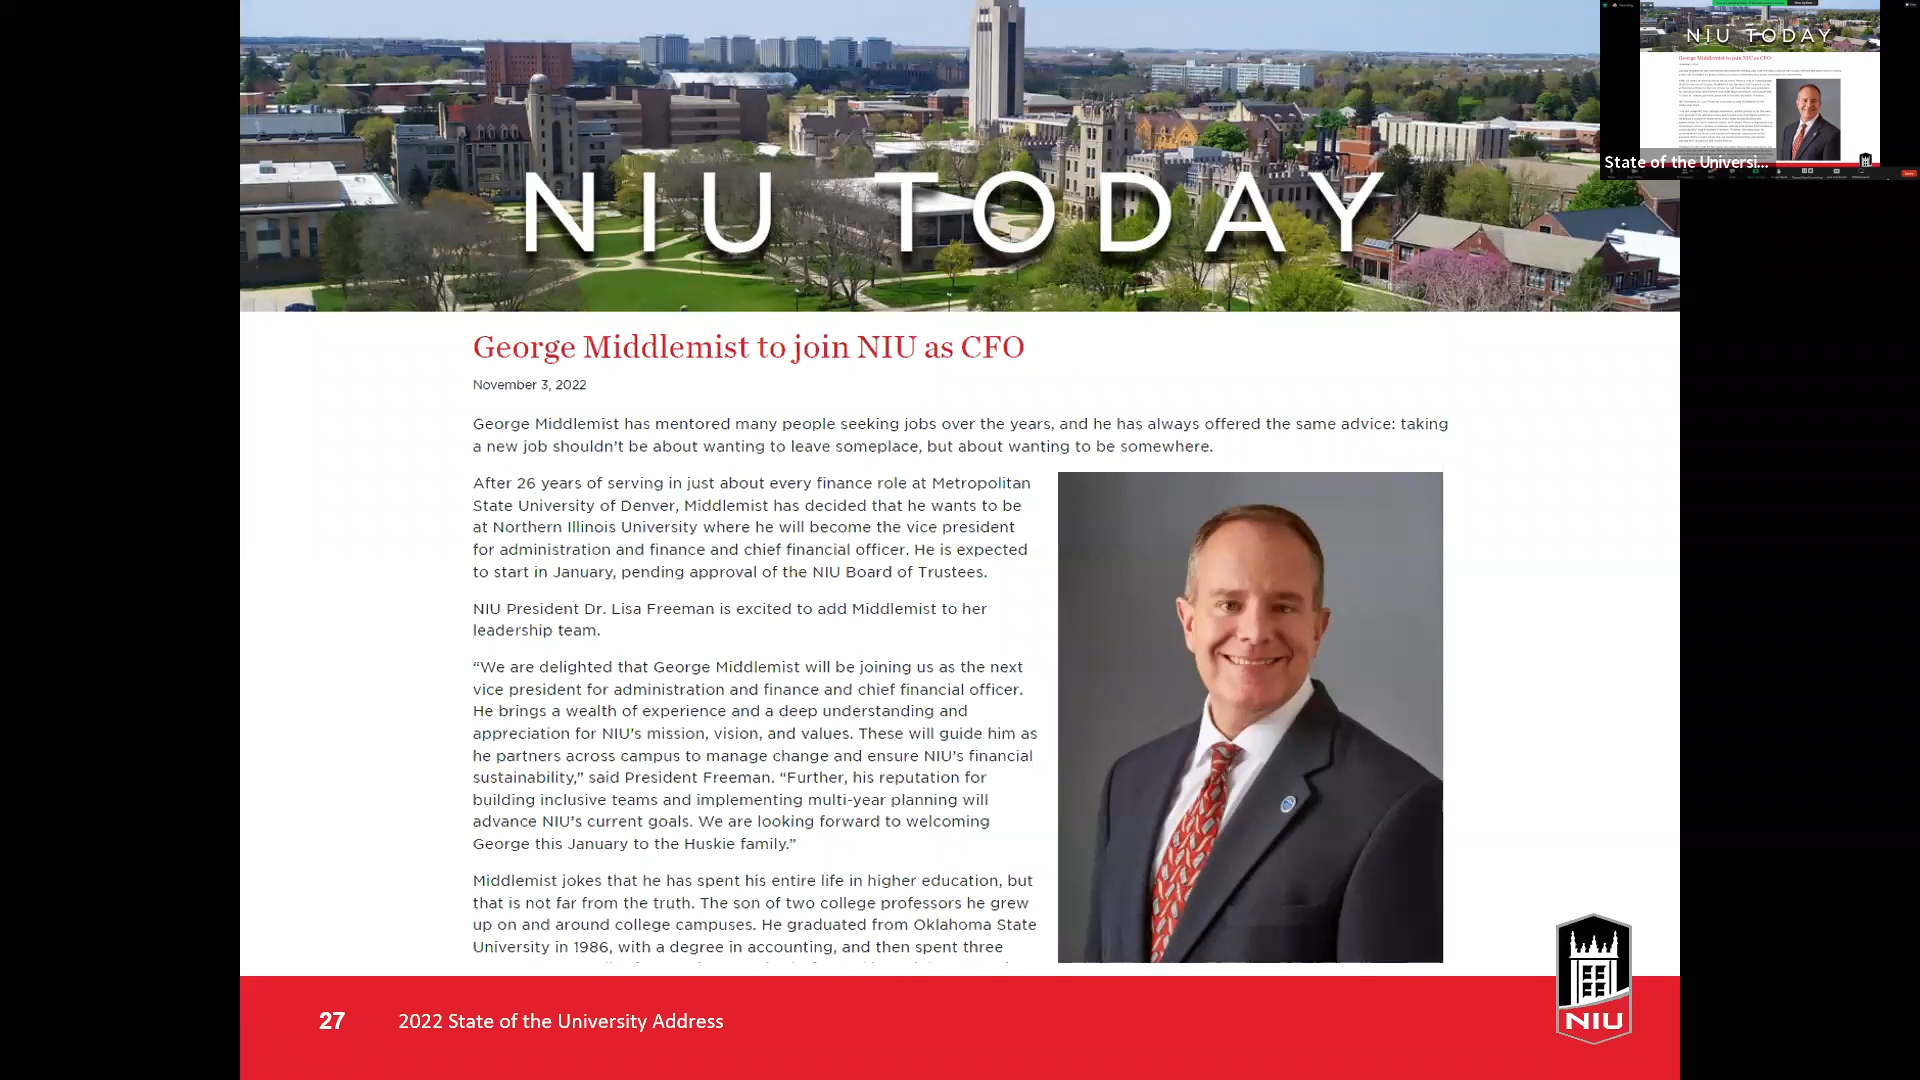 NIU TODAY
George Middlemist to join NIU as CFO
November 3, 2022
George Middlemist has mentored many people seeking jobs over the years, and he has always offered the same advice: taking
a new job shouldn’t be about wanting to leave someplace, but about wanting to be somewhere.
After 26 years of serving in just about every finance role at Metropolitan
State University of Denver, Middlemist has decided that he wants to be
at Northern Illinois University where he will become the vice president
for administration and finance and chief financial officer. He is expected
to start in January, pending approval of the NIU Board of Trustees.
NIU President Dr. Lisa Freeman is excited to add Middlemist to her
leadership team.
“We are delighted that George Middlemist will be joining us as the next
vice president for administration and finance and chief financial officer.
He brings a wealth of experience and a deep understanding and
appreciation for NIU’s mission, vision, and values. These will guide him as
he partners across campus to manage change and ensure NIU’s financial
sustainability,” said President Freeman. “Further, his reputation for
building inclusive teams and implementing multi-year planning will
advance NIU’s current goals. We are looking forward to welcoming
George this January to the Huskie family.”
Middlemist jokes that he has spent his entire life in higher education, but
that is not far from the truth. The son of two college professors he grew
up on and around college campuses. He graduated from Oklahoma State
University in 1986, with a degree in accounting, and then spent three
27
2022 State of the University Address
NIU
NIU TODAY
George Middlemist to join NIU as CFO
State of the Universi...